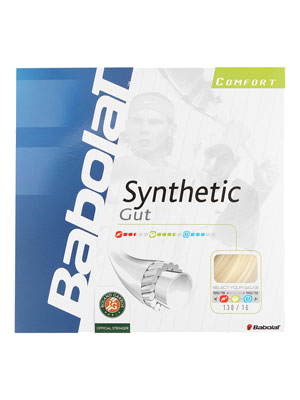 COMFORT
Babolat
Synthetic
Gut
SELECT YOUR GAUGE
130 / 16
OFFICIAL STRINGER
Babolat